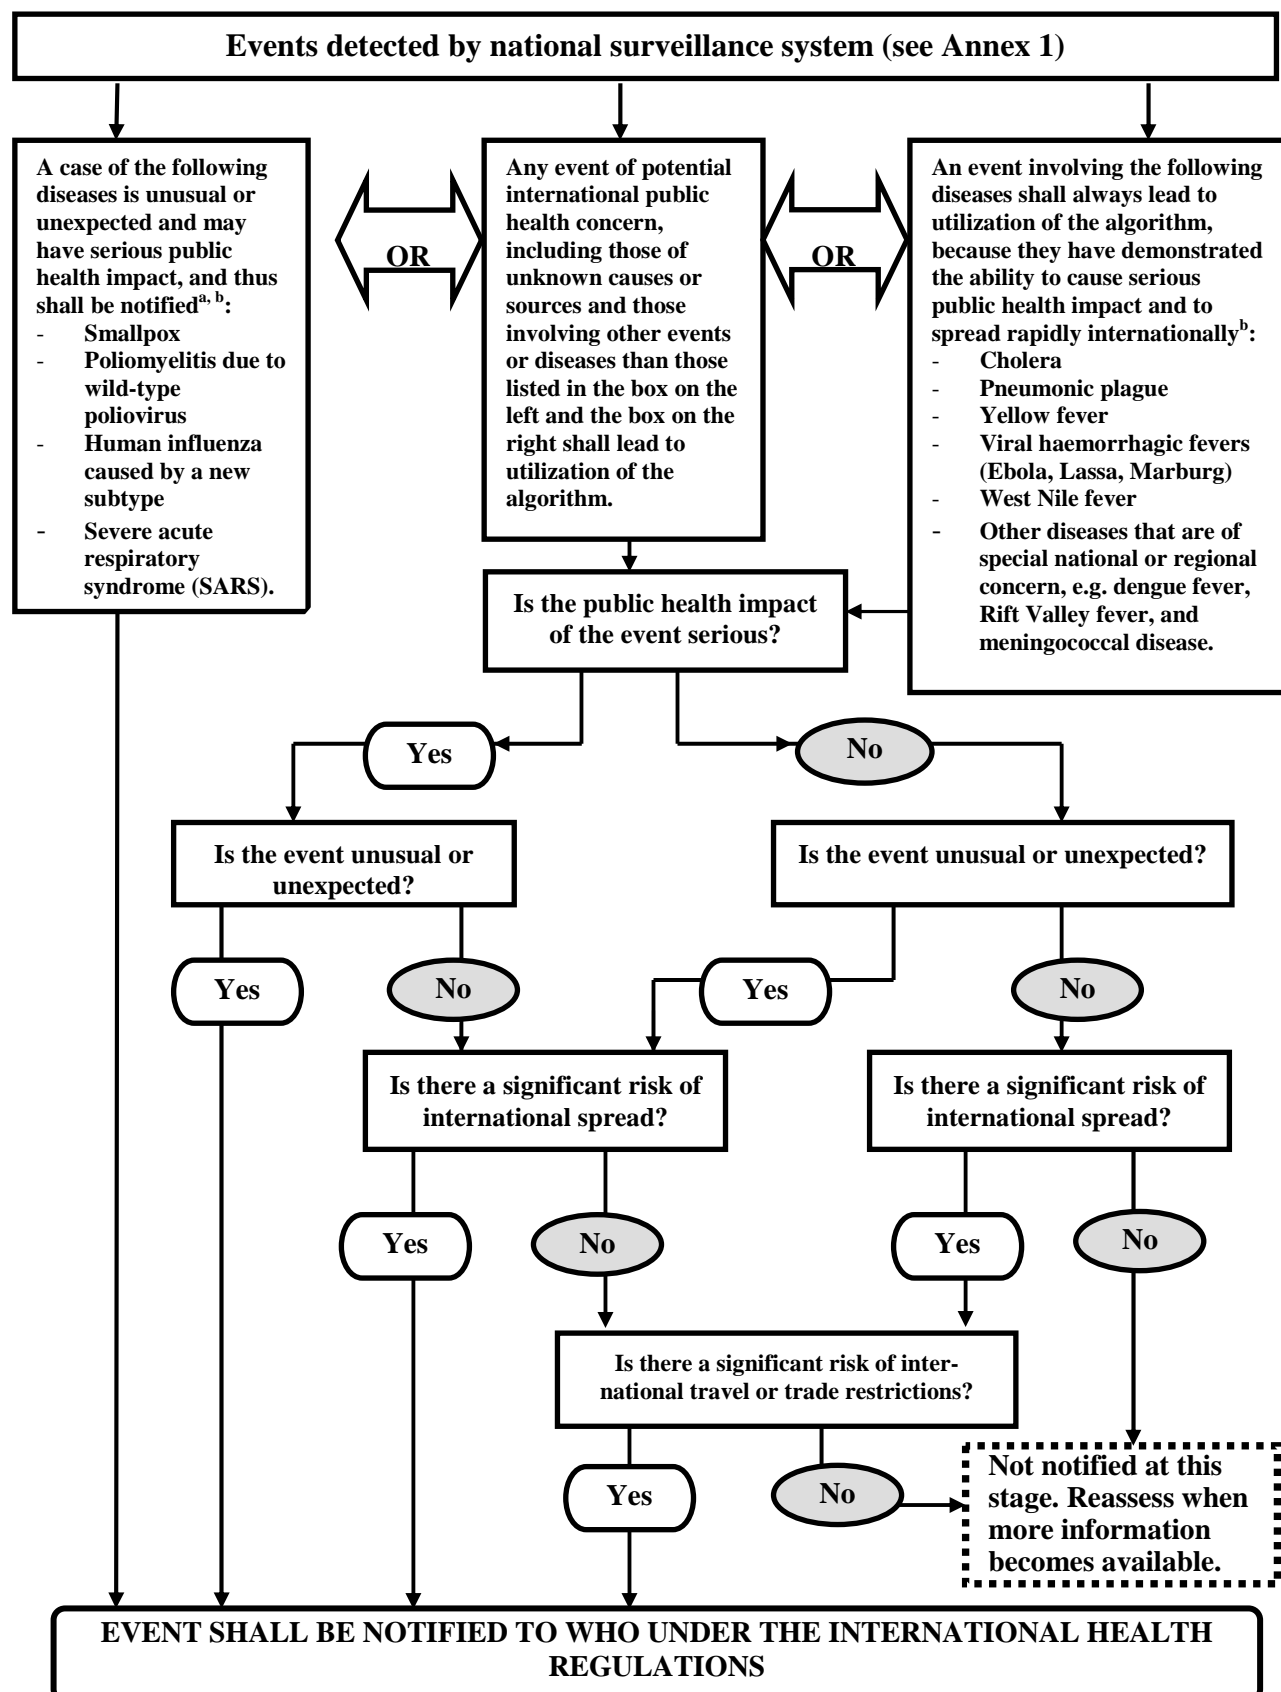 Events detected by national surveillance system (see Annex 1)
A case of the following
diseases is unusual or
unexpected and may
have serious public
health impact, and thus
shall be notifiedᵃ, ᵇ:
- Smallpox
- Poliomyelitis due to
wild-type
poliovirus
- Human influenza
caused by a new
subtype
- Severe acute
respiratory
syndrome (SARS).
OR
Any event of potential
international public
health concern,
including those of
unknown causes or
sources and those
involving other events
or diseases than those
listed in the box on the
left and the box on the
right shall lead to
utilization of the
algorithm.
OR
An event involving the following
diseases shall always lead to
utilization of the algorithm,
because they have demonstrated
the ability to cause serious
public health impact and to
spread rapidly internationallyᵇ:
- Cholera
- Pneumonic plague
- Yellow fever
- Viral haemorrhagic fevers
(Ebola, Lassa, Marburg)
- West Nile fever
- Other diseases that are of
special national or regional
concern, e.g. dengue fever,
Rift Valley fever, and
meningococcal disease.
Is the public health impact
of the event serious?
Yes
No
Is the event unusual or
unexpected?
Is the event unusual or unexpected?
Yes
No
Yes
No
Is there a significant risk of
international spread?
Is there a significant risk of
international spread?
Yes
No
Yes
No
Is there a significant risk of inter-
national travel or trade restrictions?
Yes
No
Not notified at this
stage. Reassess when
more information
becomes available.
EVENT SHALL BE NOTIFIED TO WHO UNDER THE INTERNATIONAL HEALTH
REGULATIONS